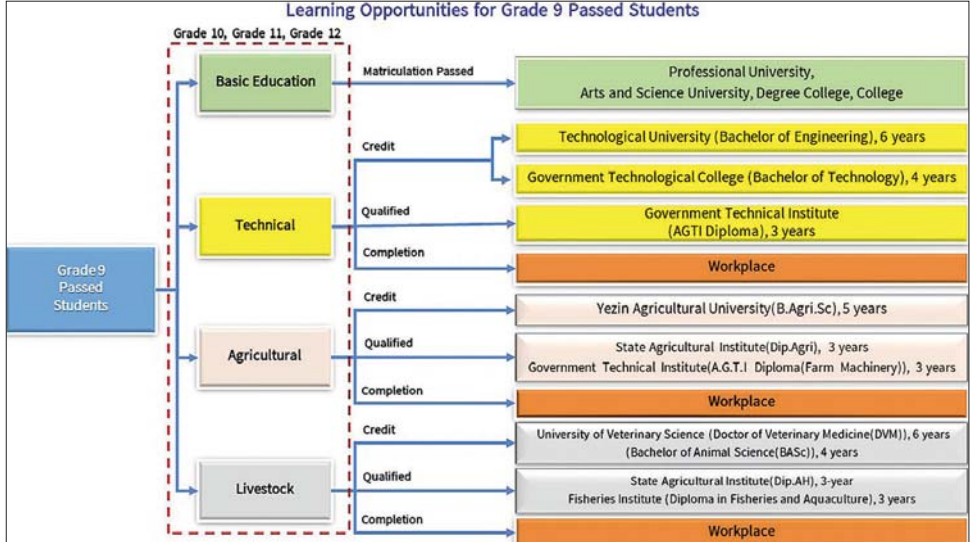 Learning Opportunities for Grade 9 Passed Students
Grade 10, Grade 11, Grade 12
Grade 9
Passed
Students
Basic Education
Matriculation Passed
Professional University,
Arts and Science University, Degree College, College
Technical
Credit
Technological University (Bachelor of Engineering), 6 years
Government Technological College (Bachelor of Technology), 4 years
Qualified
Government Technical Institute
(AGTI Diploma), 3 years
Completion
Workplace
Agricultural
Credit
Yezin Agricultural University(B.Agri.Sc), 5 years
Qualified
State Agricultural Institute(Dip.Agri), 3 years
Government Technical Institute(A.G.T.I Diploma(Farm Machinery)), 3 years
Completion
Workplace
Livestock
Credit
University of Veterinary Science (Doctor of Veterinary Medicine(DVM)), 6 years
(Bachelor of Animal Science(BASc)), 4 years
Qualified
State Agricultural Institute(Dip.AH), 3-year
Fisheries Institute (Diploma in Fisheries and Aquaculture), 3 years
Completion
Workplace